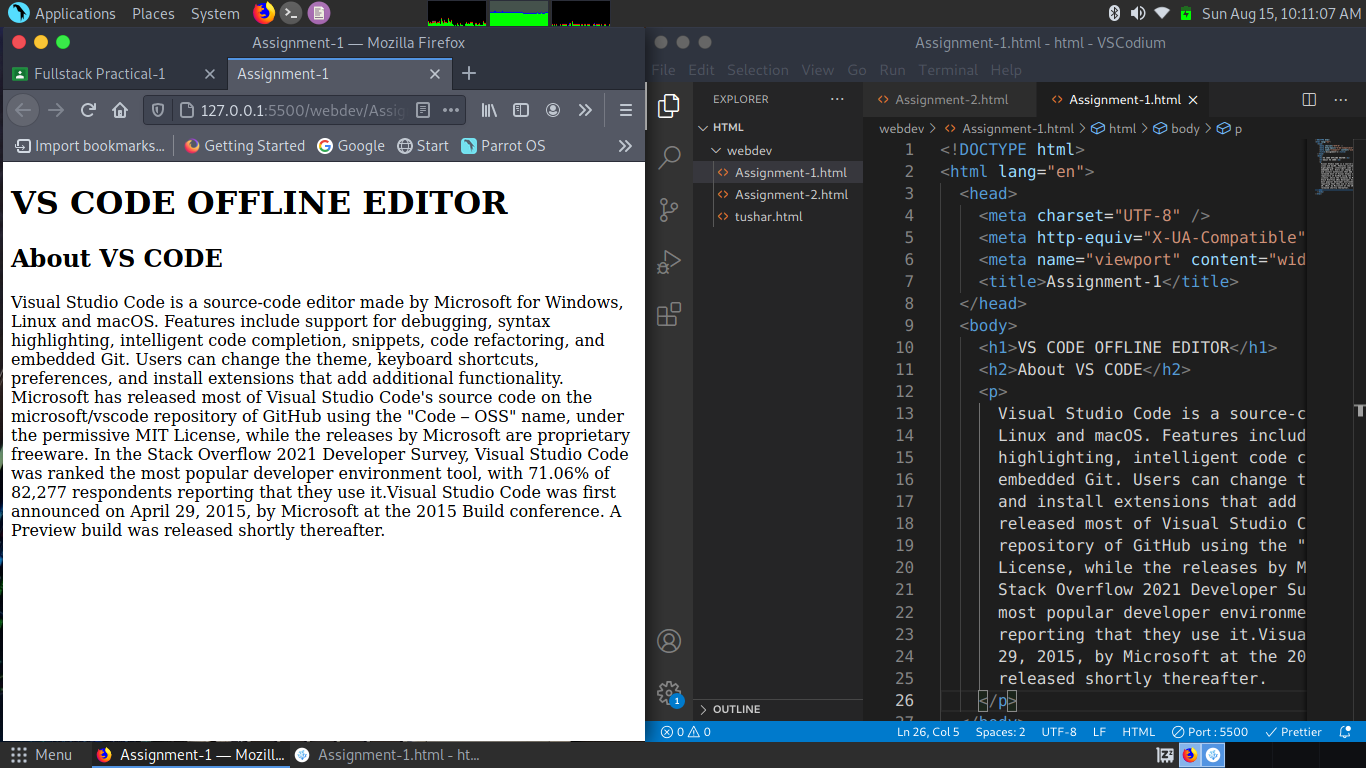 Applications Places System
Sun Aug 15, 10:11:07 AM
Assignment-1 — Mozilla Firefox
Fullstack Practical-1
Assignment-1
127.0.0.1:5500/webdev/Assig
Import bookmarks...
Getting Started
Google
Start
Parrot OS
VS CODE OFFLINE EDITOR
About VS CODE
Visual Studio Code is a source-code editor made by Microsoft for Windows,
Linux and macOS. Features include support for debugging, syntax
highlighting, intelligent code completion, snippets, code refactoring, and
embedded Git. Users can change the theme, keyboard shortcuts,
preferences, and install extensions that add additional functionality.
Microsoft has released most of Visual Studio Code's source code on the
microsoft/vscode repository of GitHub using the "Code – OSS" name, under
the permissive MIT License, while the releases by Microsoft are proprietary
freeware. In the Stack Overflow 2021 Developer Survey, Visual Studio Code
was ranked the most popular developer environment tool, with 71.06% of
82,277 respondents reporting that they use it.Visual Studio Code was first
announced on April 29, 2015, by Microsoft at the 2015 Build conference. A
Preview build was released shortly thereafter.
Assignment-1.html - html - VSCodium
File Edit Selection View Go Run Terminal Help
EXPLORER
HTML
webdev
Assignment-1.html
Assignment-2.html
tushar.html
OUTLINE
1
Assignment-2.html
Assignment-1.html
webdev > Assignment-1.html > html > body > p
1 <!DOCTYPE html>
2 <html lang="en">
3 <head>
4 <meta charset="UTF-8" />
5 <meta http-equiv="X-UA-Compatible"
6 <meta name="viewport" content="wid
7 <title>Assignment-1</title>
8 </head>
9 <body>
10 <h1>VS CODE OFFLINE EDITOR</h1>
11 <h2>About VS CODE</h2>
12 <p>
13 Visual Studio Code is a source-c
14 Linux and macOS. Features includ
15 highlighting, intelligent code c
16 embedded Git. Users can change t
17 and install extensions that add
18 released most of Visual Studio C
19 repository of GitHub using the "
20 License, while the releases by M
21 Stack Overflow 2021 Developer Su
22 most popular developer environme
23 reporting that they use it.Visua
24 29, 2015, by Microsoft at the 20
25 released shortly thereafter.
26 </p>
27 </body>
0 0
Ln 26, Col 5 Spaces: 2 UTF-8 LF HTML Port : 5500 Prettier
Menu
Assignment-1 — Mozill...
Assignment-1.html - ht...